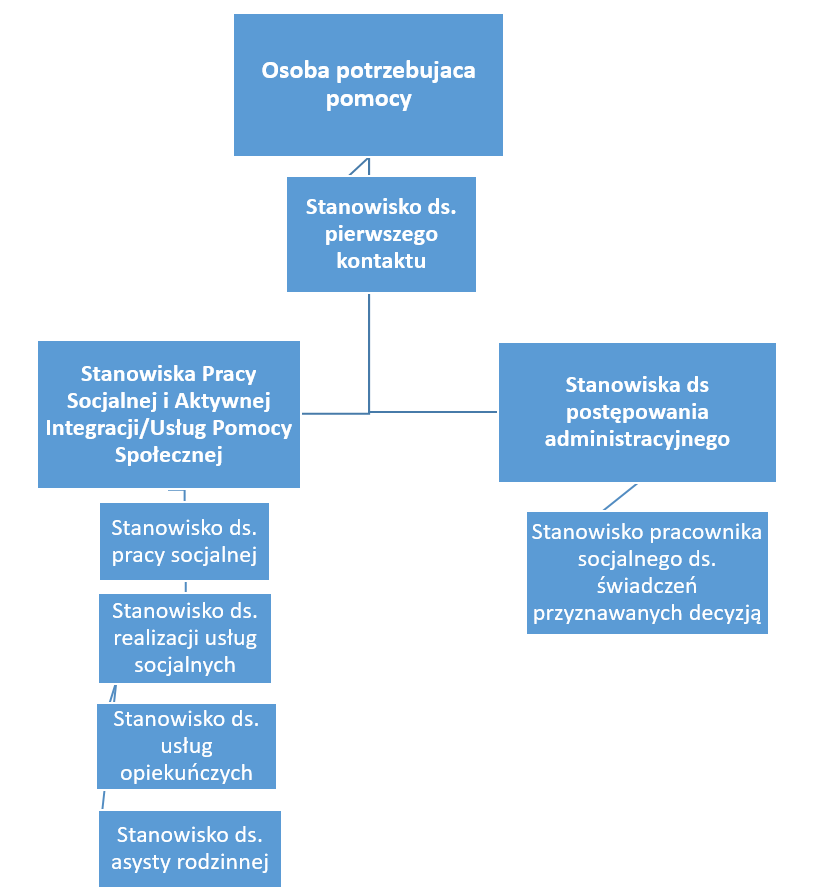 Osoba potrzebujaca
pomocy
Stanowisko ds.
pierwszego
kontaktu
Stanowiska Pracy
Socjalnej i Aktywnej
Integracji/Usług Pomocy
Społecznej
Stanowisko ds.
pracy socjalnej
Stanowisko ds.
realizacji usług
socjalnych
Stanowisko ds.
usług
opiekuńczych
Stanowisko ds.
asysty rodzinnej
Stanowiska ds
postępowania
administracyjnego
Stanowisko pracownika
socjalnego ds.
świadczeń
przyznawanych decyzją